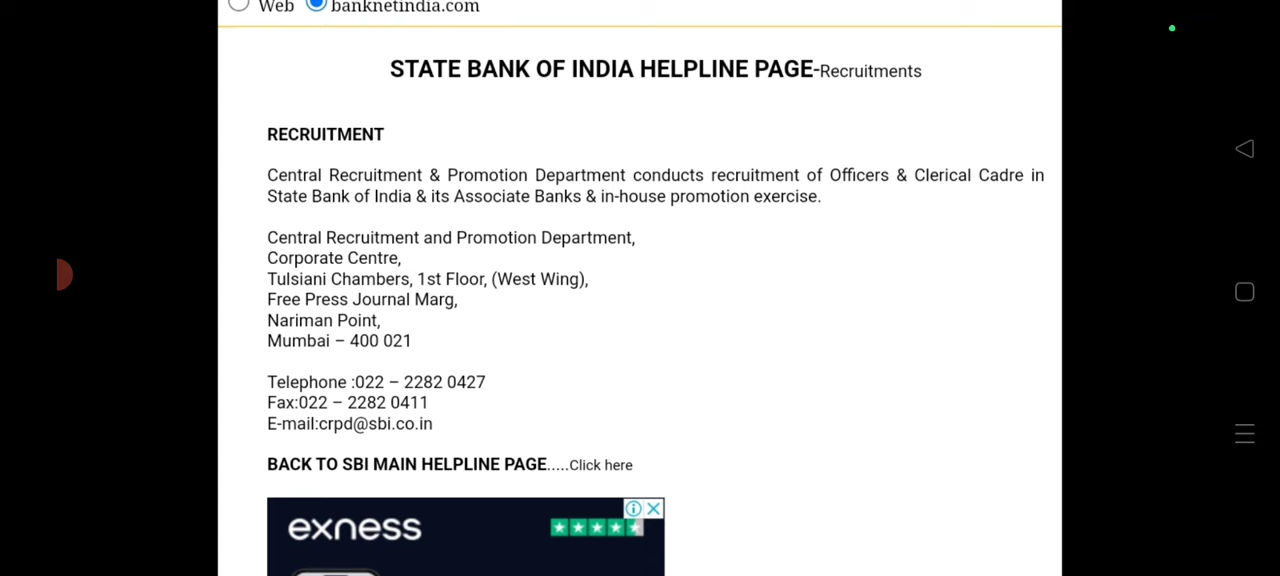 Web banknetindia.com
STATE BANK OF INDIA HELPLINE PAGE-Recruitments
RECRUITMENT
Central Recruitment & Promotion Department conducts recruitment of Officers & Clerical Cadre in
State Bank of India & its Associate Banks & in-house promotion exercise.
Central Recruitment and Promotion Department,
Corporate Centre,
Tulsiani Chambers, 1st Floor, (West Wing),
Free Press Journal Marg,
Nariman Point,
Mumbai – 400 021
Telephone :022 – 2282 0427
Fax:022 – 2282 0411
E-mail:crpd@sbi.co.in
BACK TO SBI MAIN HELPLINE PAGE.....Click here
exness